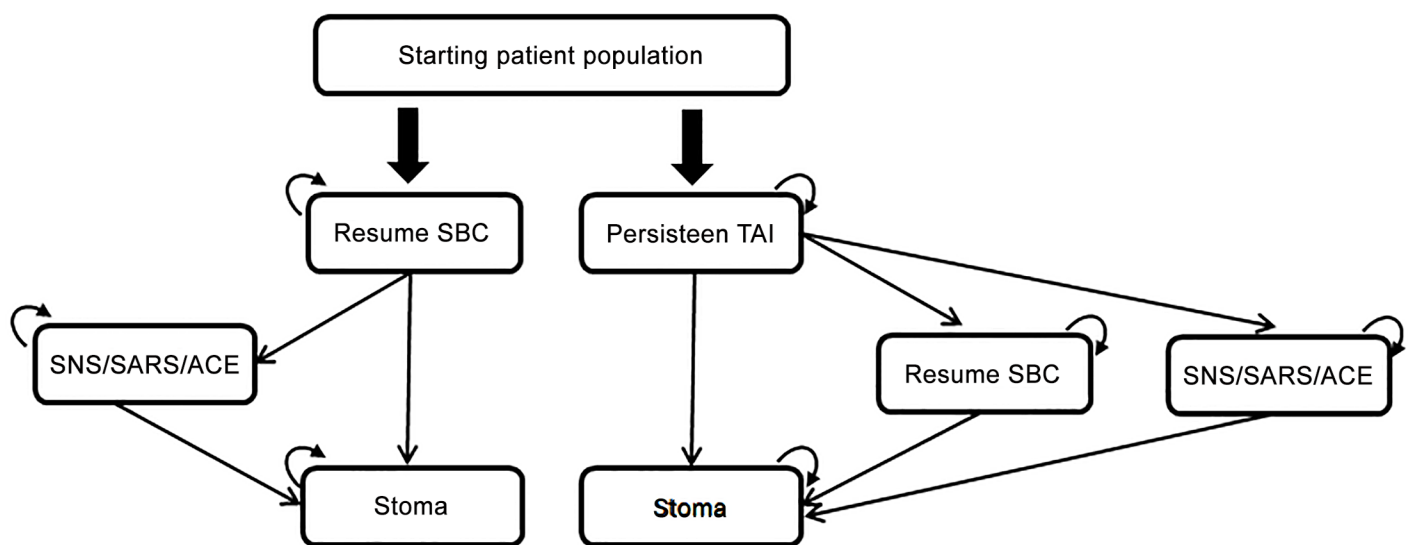 Starting patient population
Resume SBC
Persisteen TAI
SNS/SARS/ACE
Resume SBC
SNS/SARS/ACE
Stoma
Stoma